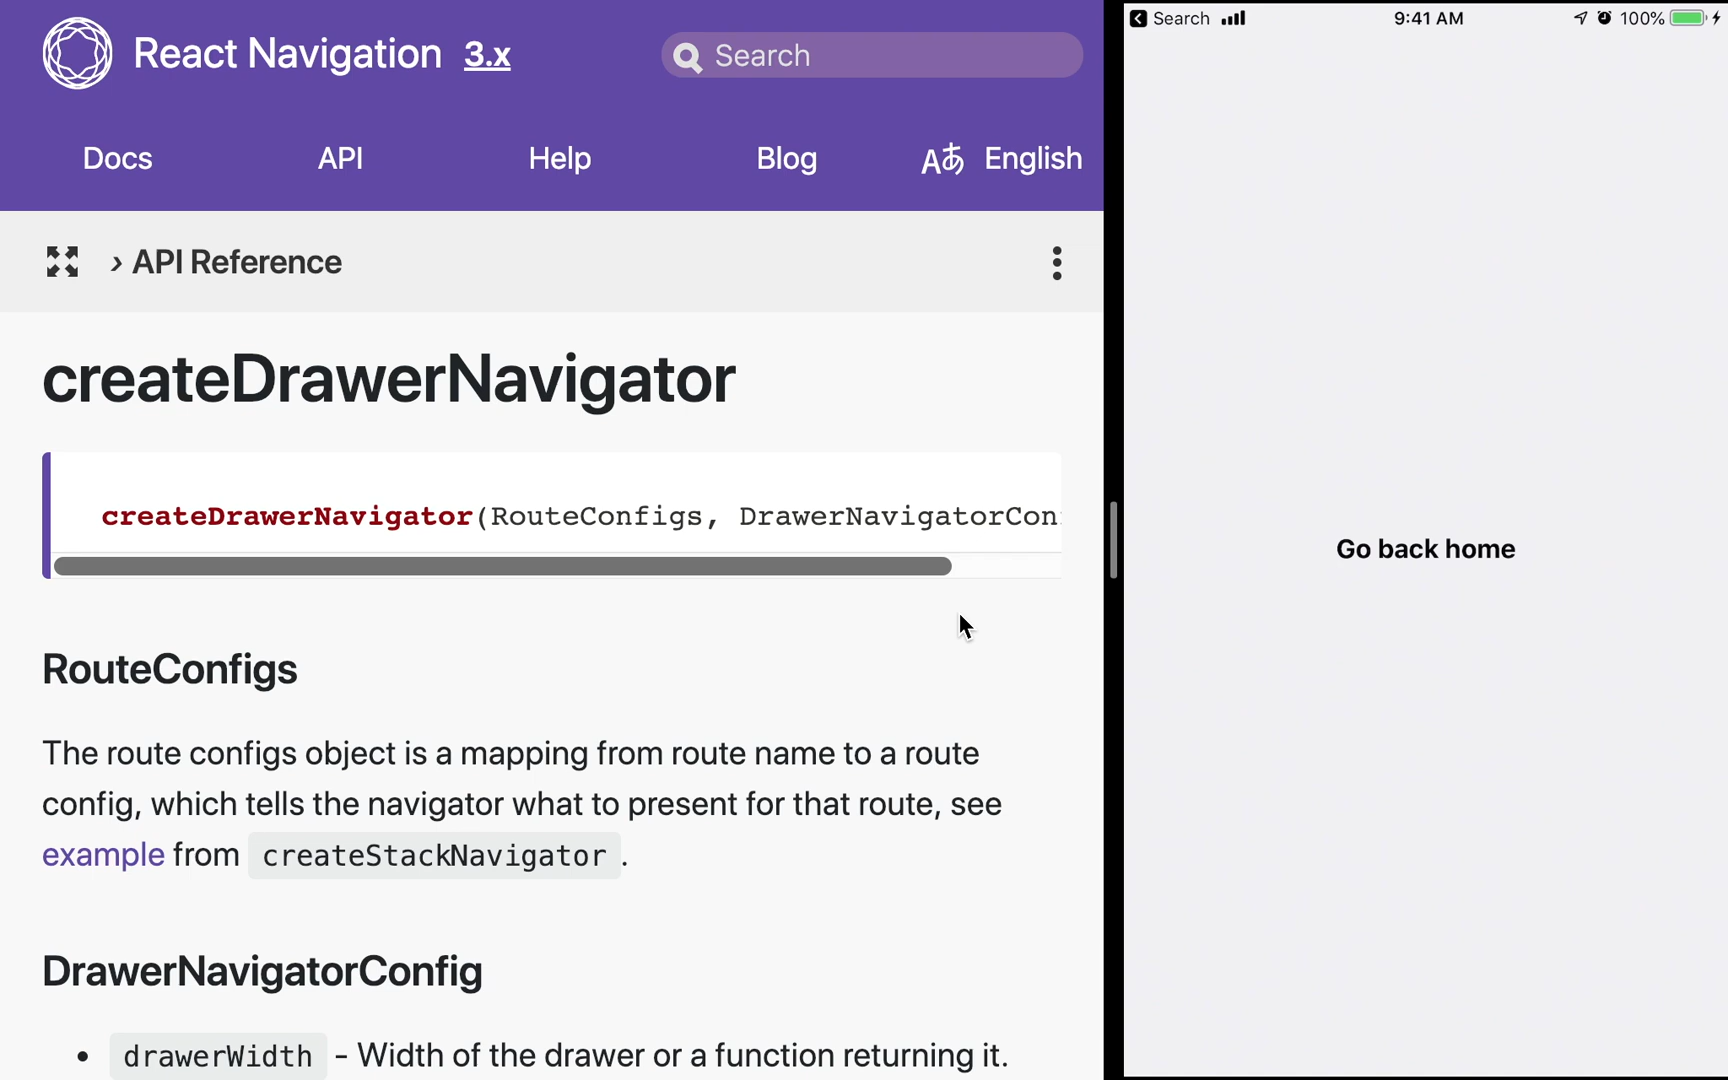 React Navigation 3.x
Search
Docs API Help Blog Aあ English
› API Reference
createDrawerNavigator
createDrawerNavigator(RouteConfigs, DrawerNavigatorCon
RouteConfigs
The route configs object is a mapping from route name to a route
config, which tells the navigator what to present for that route, see
example from createStackNavigator .
DrawerNavigatorConfig
• drawerWidth - Width of the drawer or a function returning it.
Search 9:41 AM 100%
Go back home